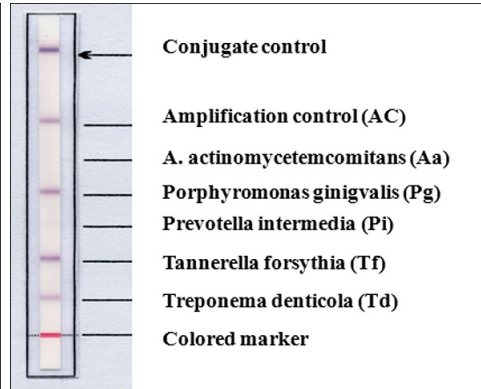 Conjugate control
Amplification control (AC)
A. actinomycetemcomitans (Aa)
Porphyromonas ginigvalis (Pg)
Prevotella intermedia (Pi)
Tannerella forsythia (Tf)
Treponema denticola (Td)
Colored marker